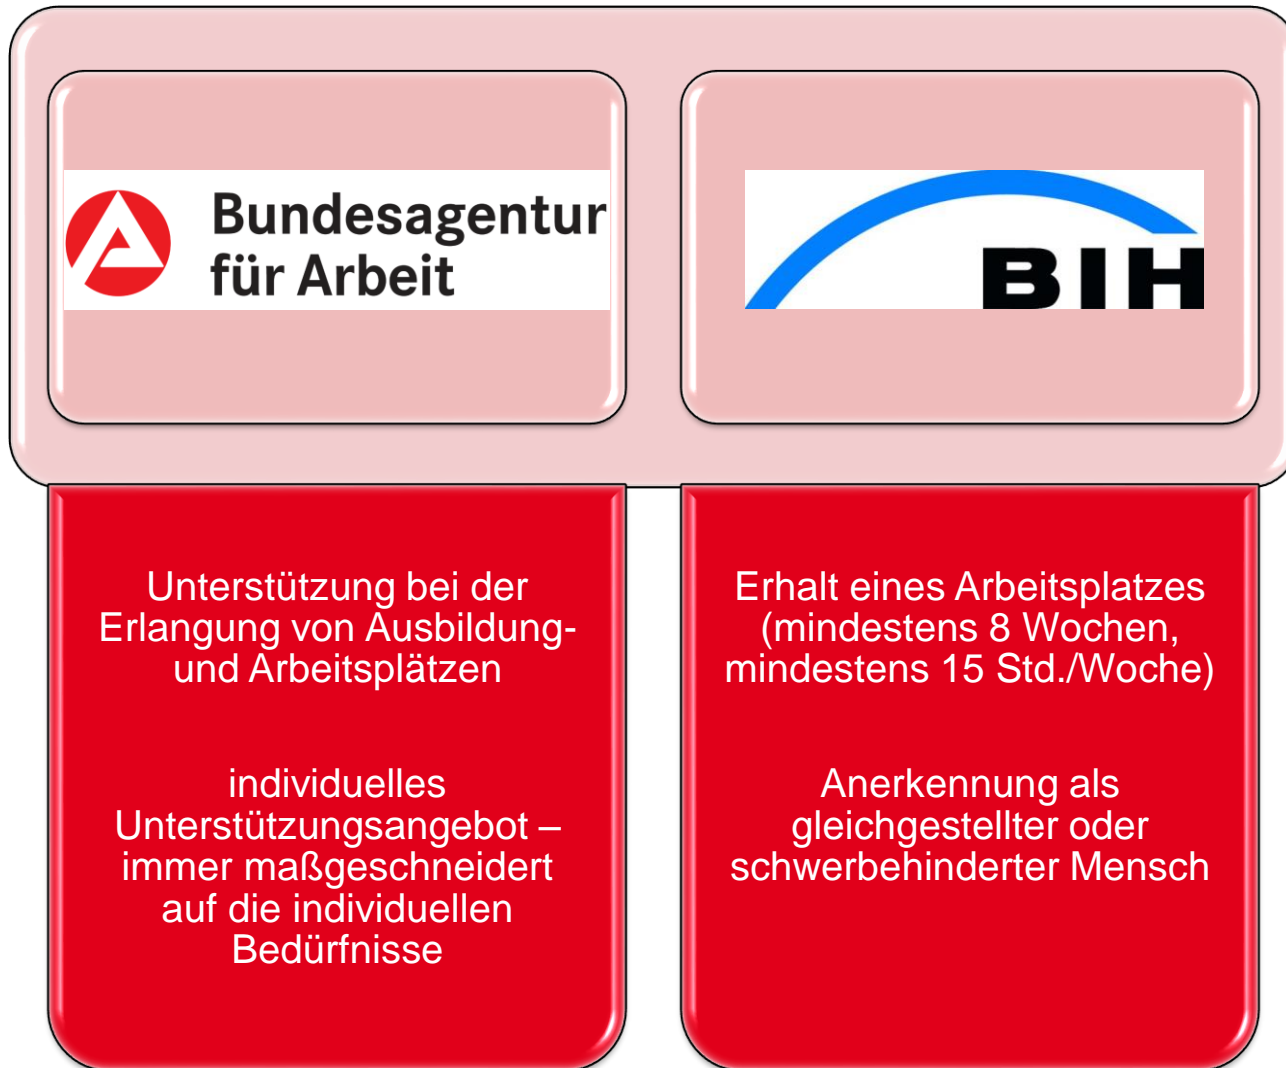 Bundesagentur
für Arbeit
BIH
Unterstützung bei der
Erlangung von Ausbildung-
und Arbeitsplätzen
individuelles
Unterstützungsangebot –
immer maßgeschneidert
auf die individuellen
Bedürfnisse
Erhalt eines Arbeitsplatzes
(mindestens 8 Wochen,
mindestens 15 Std./Woche)
Anerkennung als
gleichgestellter oder
schwerbehinderter Mensch